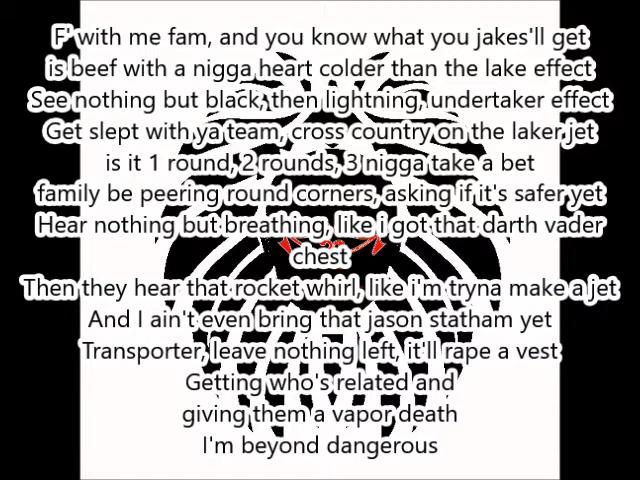 F' with me fam, and you know what you jakes'll get
is beef with a nigga heart colder than the lake effect
See nothing but black, then lightning, undertaker effect
Get slept with ya team, cross country on the laker jet
is it 1 round, 2 rounds, 3 nigga take a bet
family be peering round corners, asking if it's safer yet
Hear nothing but breathing, like i got that darth vader
chest
Then they hear that rocket whirl, like i'm tryna make a jet
And I ain't even bring that jason statham yet
Transporter, leave nothing left, it'll rape a vest
Getting who's related and
giving them a vapor death
I'm beyond dangerous